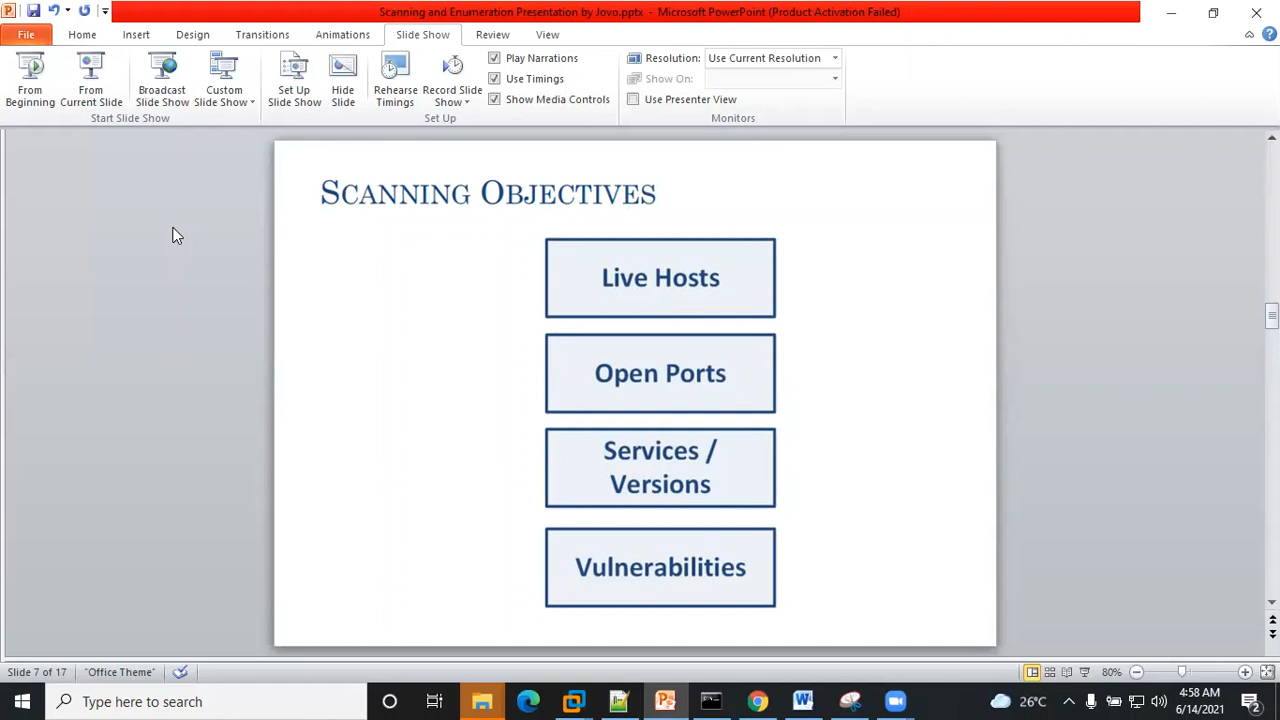 Scanning and Enumeration Presentation by Jovo.pptx - Microsoft PowerPoint (Product Activation Failed)
File Home Insert Design Transitions Animations Slide Show Review View
From Beginning
From Current Slide
Broadcast Slide Show
Custom Slide Show
Set Up Slide Show
Hide Slide
Rehearse Timings
Record Slide Show
Play Narrations
Use Timings
Show Media Controls
Resolution: Use Current Resolution
Show On:
Use Presenter View
Start Slide Show
Set Up
Monitors
SCANNING OBJECTIVES
Live Hosts
Open Ports
Services /
Versions
Vulnerabilities
Slide 7 of 17 "Office Theme" 80%
Type here to search
26°C
4:58 AM
6/14/2021
2